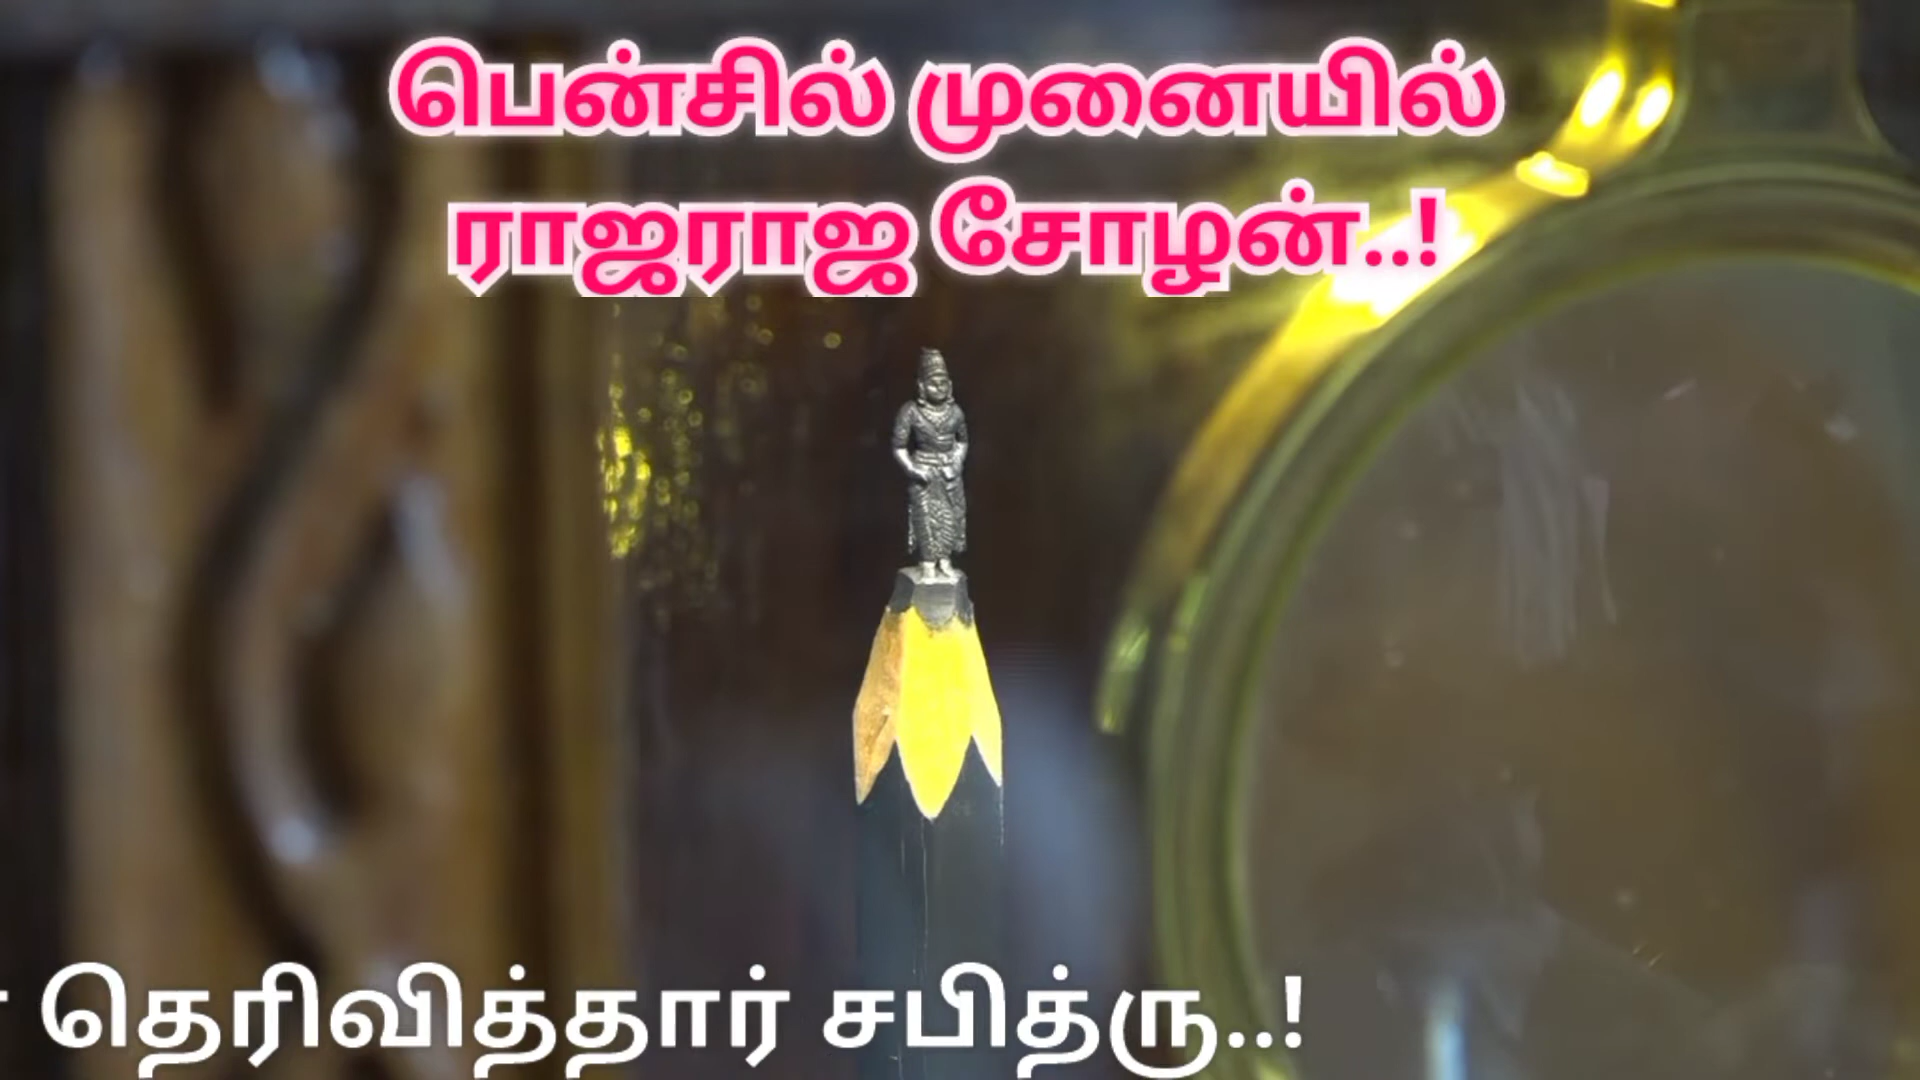 பென்சில் முனையில்
ராஜராஜ சோழன்..!
தெரிவித்தார் சபித்ரு..!